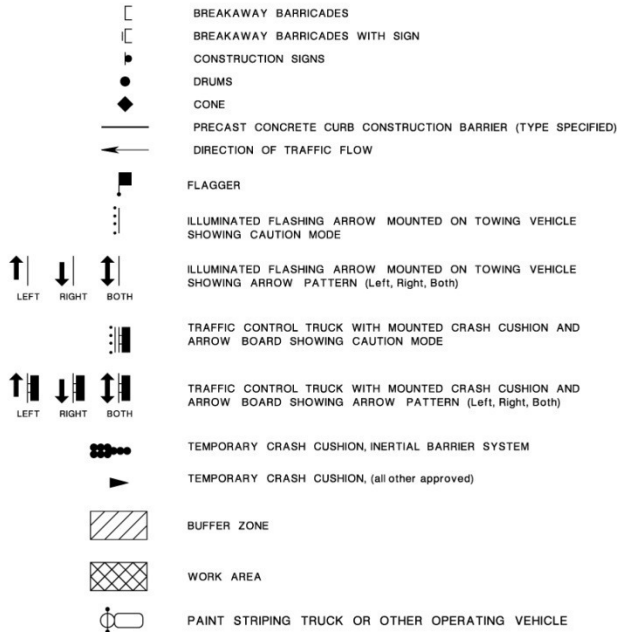 BREAKAWAY BARRICADES
BREAKAWAY BARRICADES WITH SIGN
CONSTRUCTION SIGNS
DRUMS
CONE
PRECAST CONCRETE CURB CONSTRUCTION BARRIER (TYPE SPECIFIED)
DIRECTION OF TRAFFIC FLOW
FLAGGER
ILLUMINATED FLASHING ARROW MOUNTED ON TOWING VEHICLE
SHOWING CAUTION MODE
ILLUMINATED FLASHING ARROW MOUNTED ON TOWING VEHICLE
SHOWING ARROW PATTERN (Left, Right, Both)
LEFT RIGHT BOTH
TRAFFIC CONTROL TRUCK WITH MOUNTED CRASH CUSHION AND
ARROW BOARD SHOWING CAUTION MODE
TRAFFIC CONTROL TRUCK WITH MOUNTED CRASH CUSHION AND
ARROW BOARD SHOWING ARROW PATTERN (Left, Right, Both)
LEFT RIGHT BOTH
TEMPORARY CRASH CUSHION, INERTIAL BARRIER SYSTEM
TEMPORARY CRASH CUSHION, (all other approved)
BUFFER ZONE
WORK AREA
PAINT STRIPING TRUCK OR OTHER OPERATING VEHICLE